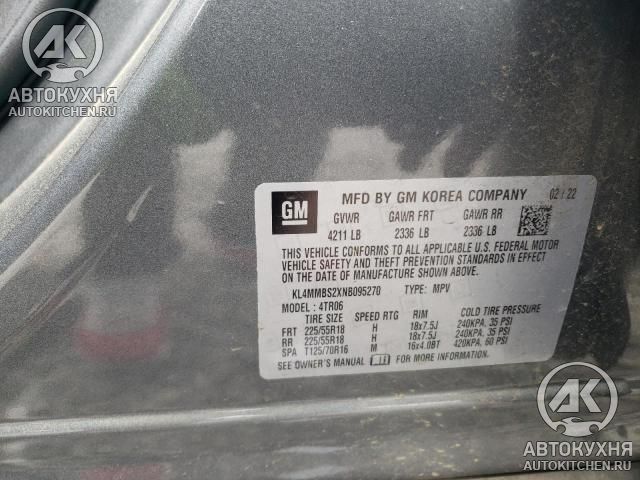 АК
АВТОКУХНЯ
AUTOKITCHEN.RU
GM
MFD BY GM KOREA COMPANY 02 / 22
GVWR GAWR FRT GAWR RR
4211 LB 2336 LB 2336 LB
THIS VEHICLE CONFORMS TO ALL APPLICABLE U.S. FEDERAL MOTOR
VEHICLE SAFETY AND THEFT PREVENTION STANDARDS IN EFFECT
ON THE DATE OF MANUFACTURE SHOWN ABOVE.
KL4MMBS2XNB095270 TYPE: MPV
MODEL: 4TR06
TIRE SIZE SPEED RTG RIM COLD TIRE PRESSURE
FRT 225/55R18 H 18x7.5J 240KPA, 35 PSI
RR 225/55R18 H 18x7.5J 240KPA, 35 PSI
SPA T125/70R16 M 16x4.0BT 420KPA, 60 PSI
SEE OWNER'S MANUAL FOR MORE INFORMATION.
АК
АВТОКУХНЯ
AUTOKITCHEN.RU